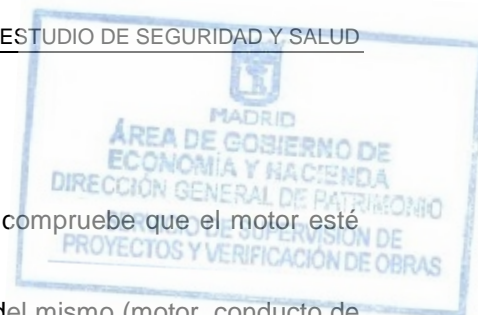 ESTUDIO DE SEGURIDAD Y SALUD
MADRID
ÁREA DE GOBIERNO DE
ECONOMÍA Y HACIENDA
DIRECCIÓN GENERAL DE PATRIMONIO
compruebe que el motor esté
SERVICIO DE SUPERVISIÓN DE
PROYECTOS Y VERIFICACIÓN DE OBRAS
del mismo (motor, conducto de